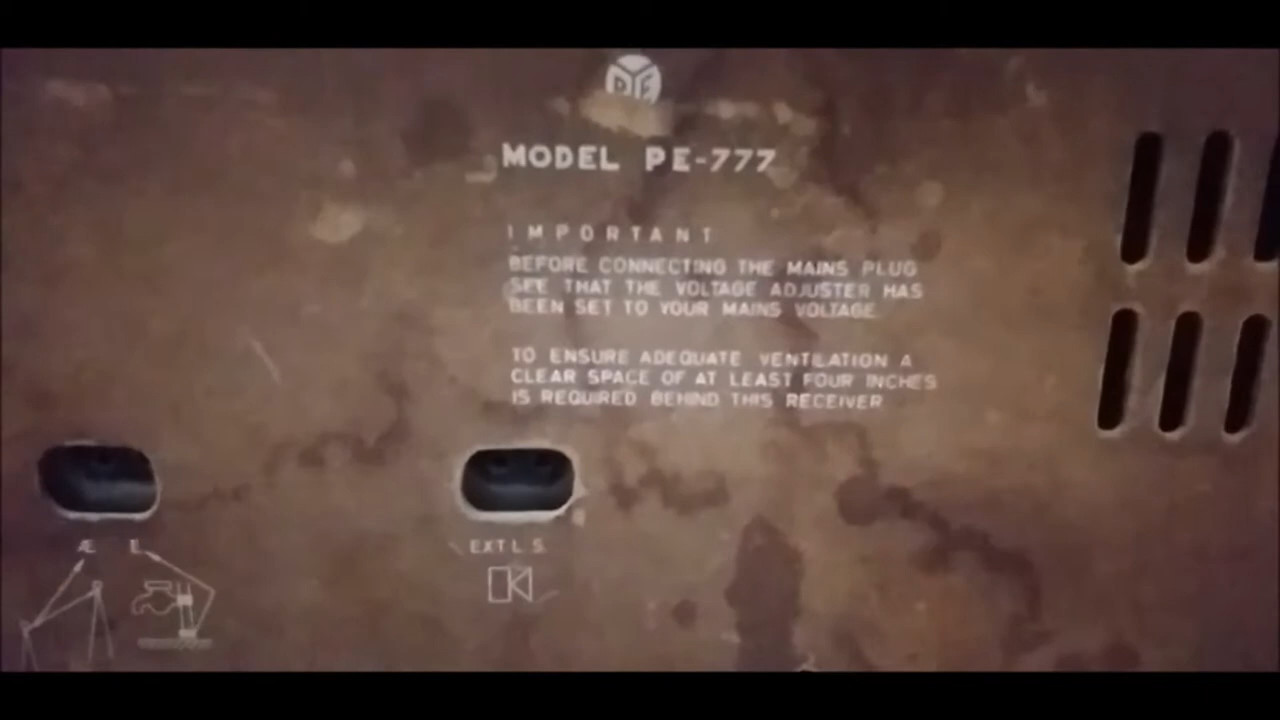 PYE
MODEL PE-777
IMPORTANT
BEFORE CONNECTING THE MAINS PLUG
SEE THAT THE VOLTAGE ADJUSTER HAS
BEEN SET TO YOUR MAINS VOLTAGE
TO ENSURE ADEQUATE VENTILATION A
CLEAR SPACE OF AT LEAST FOUR INCHES
IS REQUIRED BEHIND THIS RECEIVER
Æ E
EXT L S